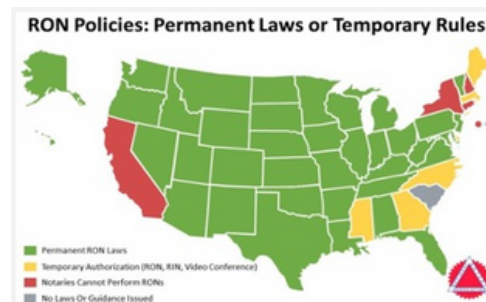 RON Policies: Permanent Laws or Temporary Rules
Permanent RON Laws
Temporary Authorization (RON, RIN, Video Conference)
Notaries Cannot Perform RONs
No Laws Or Guidance Issued